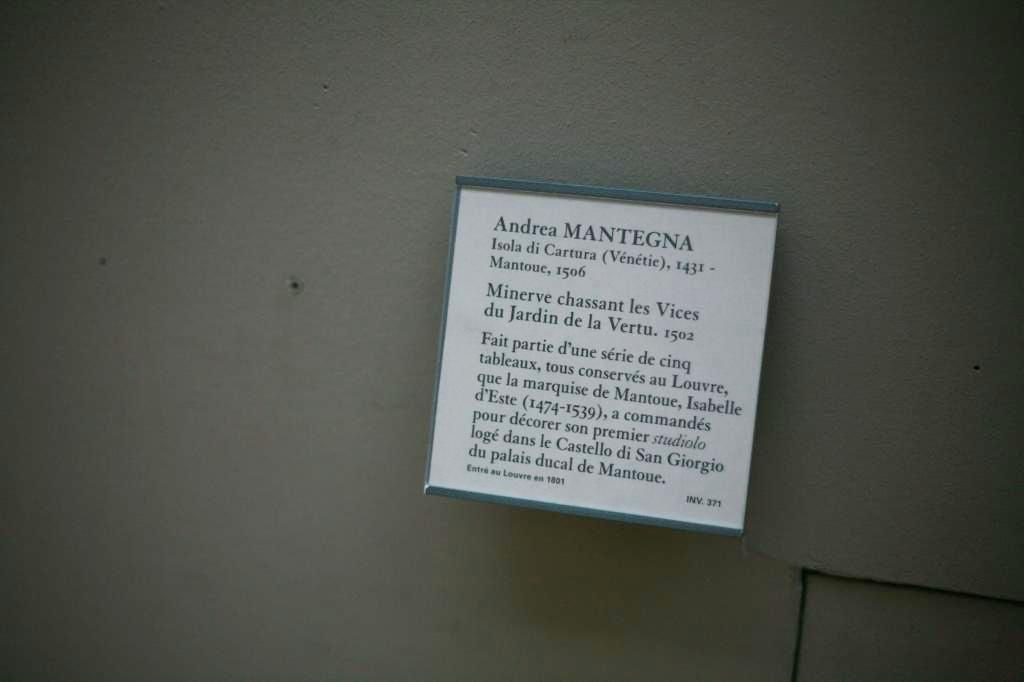 Andrea MANTEGNA
Isola di Cartura (Vénétie), 1431 -
Mantoue, 1506
Minerve chassant les Vices
du Jardin de la Vertu. 1502
Fait partie d'une série de cinq
tableaux, tous conservés au Louvre,
que la marquise de Mantoue, Isabelle
d'Este (1474-1539), a commandés
pour décorer son premier studiolo
logé dans le Castello di San Giorgio
du palais ducal de Mantoue.
Entré au Louvre en 1801
INV. 371